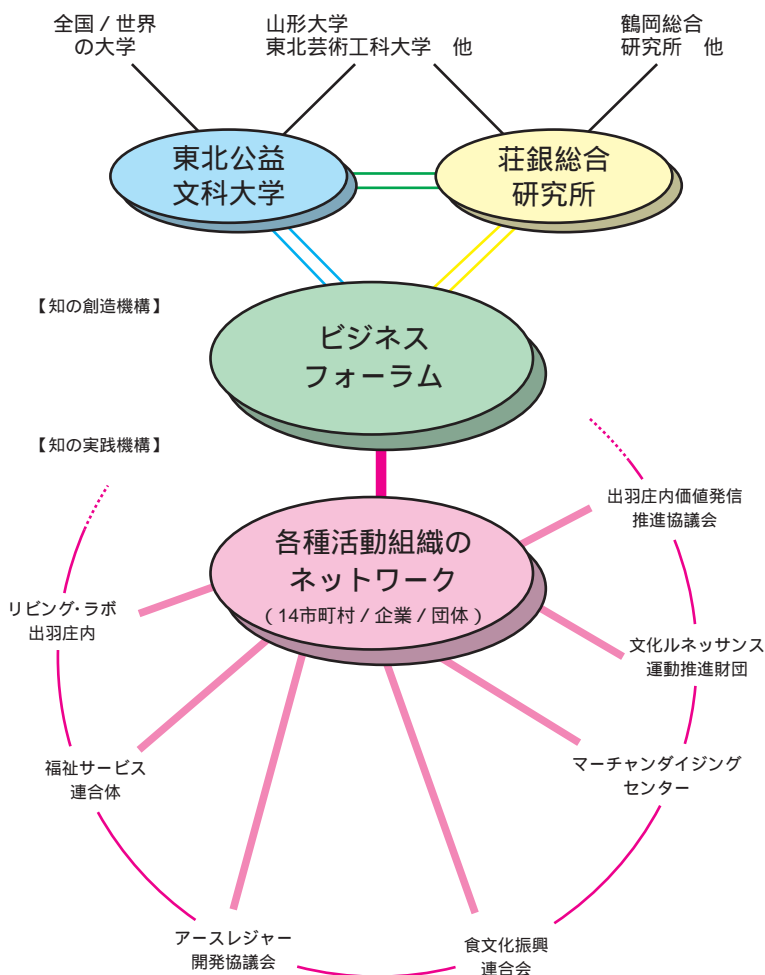 全国 / 世界
の大学
山形大学
東北芸術工科大学　他
鶴岡総合
研究所　他
東北公益
文科大学
荘銀総合
研究所
【知の創造機構】
ビジネス
フォーラム
【知の実践機構】
各種活動組織の
ネットワーク
( 14市町村 / 企業 / 団体 )
出羽庄内価値発信
推進協議会
リビング・ラボ
出羽庄内
文化ルネッサンス
運動推進財団
福祉サービス
連合体
マーチャンダイジング
センター
アースレジャー
開発協議会
食文化振興
連合会